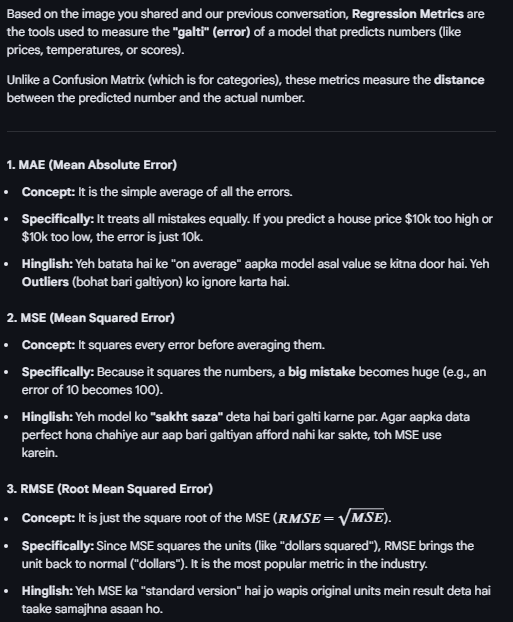 Based on the image you shared and our previous conversation, Regression Metrics are
the tools used to measure the "galti" (error) of a model that predicts numbers (like
prices, temperatures, or scores).
Unlike a Confusion Matrix (which is for categories), these metrics measure the distance
between the predicted number and the actual number.
1. MAE (Mean Absolute Error)
• Concept: It is the simple average of all the errors.
• Specifically: It treats all mistakes equally. If you predict a house price $10k too high or
$10k too low, the error is just 10k.
• Hinglish: Yeh batata hai ke "on average" aapka model asal value se kitna door hai. Yeh
Outliers (bohat bari galtiyon) ko ignore karta hai.
2. MSE (Mean Squared Error)
• Concept: It squares every error before averaging them.
• Specifically: Because it squares the numbers, a big mistake becomes huge (e.g., an
error of 10 becomes 100).
• Hinglish: Yeh model ko "sakht saza" deta hai bari galti karne par. Agar aapka data
perfect hona chahiye aur aap bari galtiyan afford nahi kar sakte, toh MSE use
karein.
3. RMSE (Root Mean Squared Error)
• Concept: It is just the square root of the MSE (RMSE = √MSE).
• Specifically: Since MSE squares the units (like "dollars squared"), RMSE brings the
unit back to normal ("dollars"). It is the most popular metric in the industry.
• Hinglish: Yeh MSE ka "standard version" hai jo wapis original units mein result deta hai
taake samajhna asaan ho.